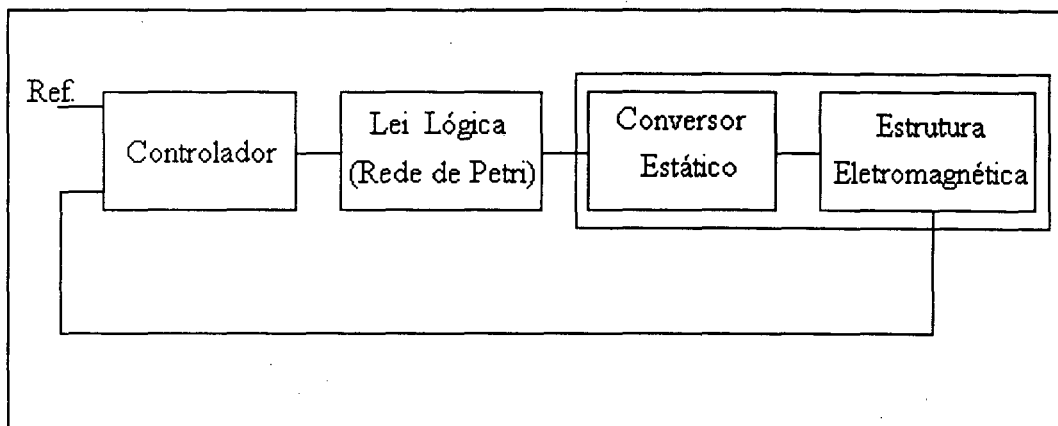 Ref.
Controlador
Lei Lógica
(Rede de Petri)
Conversor
Estático
Estrutura
Eletromagnética